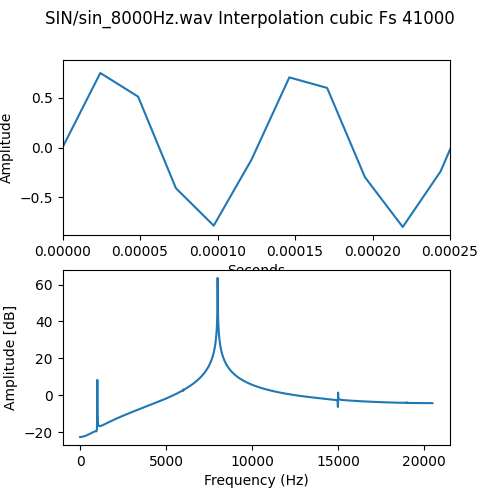 SIN/sin_8000Hz.wav Interpolation cubic Fs 41000
Amplitude
0.5
0.0
−0.5
0.00000 0.00005 0.00010 0.00015 0.00020 0.00025
Seconds
Amplitude [dB]
60
40
20
0
−20
0 5000 10000 15000 20000
Frequency (Hz)